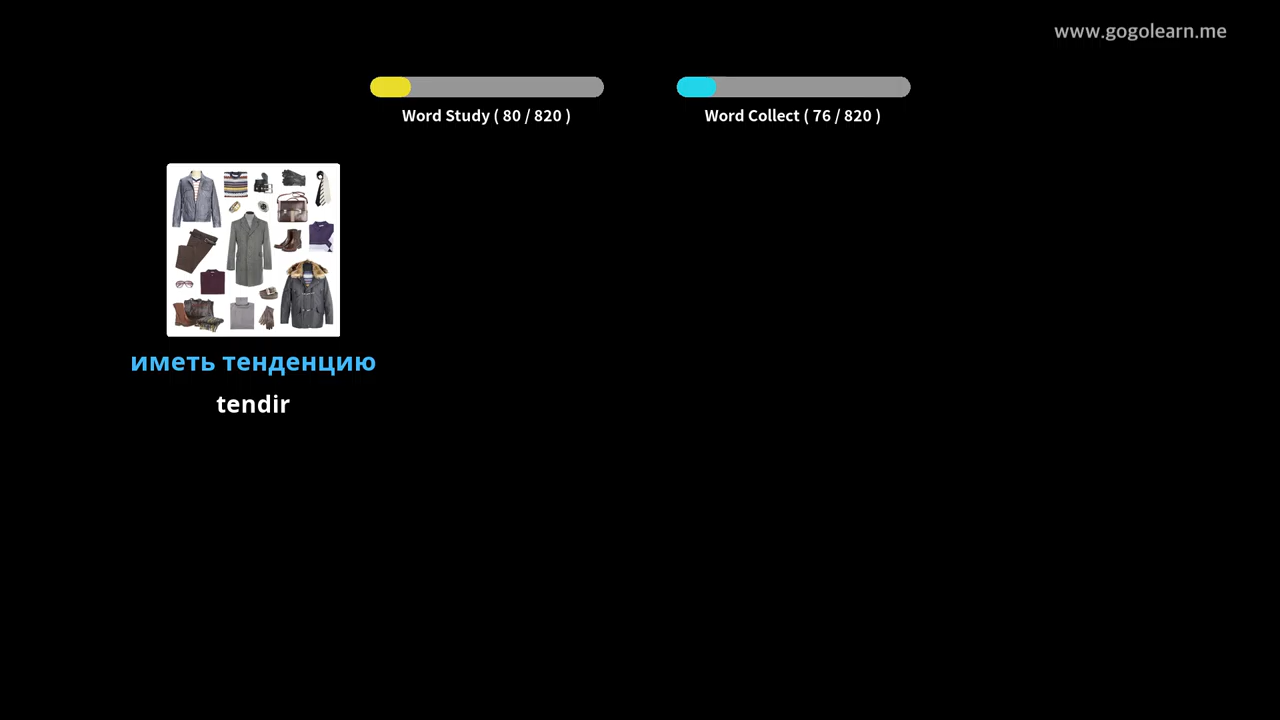 www.gogolearn.me
Word Study ( 80 / 820 )
Word Collect ( 76 / 820 )
иметь тенденцию
tendir